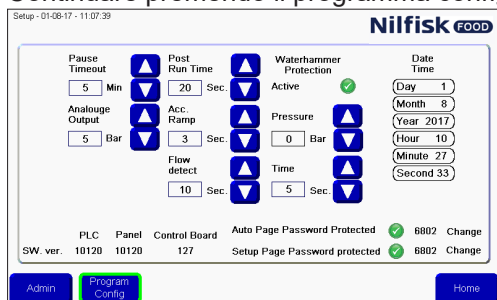 Continuare premendo il programma config
Setup - 01-08-17 - 11:07:39
Nilfisk FOOD
Pause Timeout
5 Min
Post Run Time
20 Sec.
Waterhammer Protection
Active
Analouge Output
5 Bar
Acc. Ramp
3 Sec.
Pressure
0 Bar
Flow detect
10 Sec.
Time
5 Sec.
Date Time
Day 1
Month 8
Year 2017
Hour 10
Minute 27
Second 33
PLC Panel Control Board
SW. ver. 10120 10120 127
Auto Page Password Protected 6802 Change
Setup Page Password protected 6802 Change
Admin
Program Config
Home